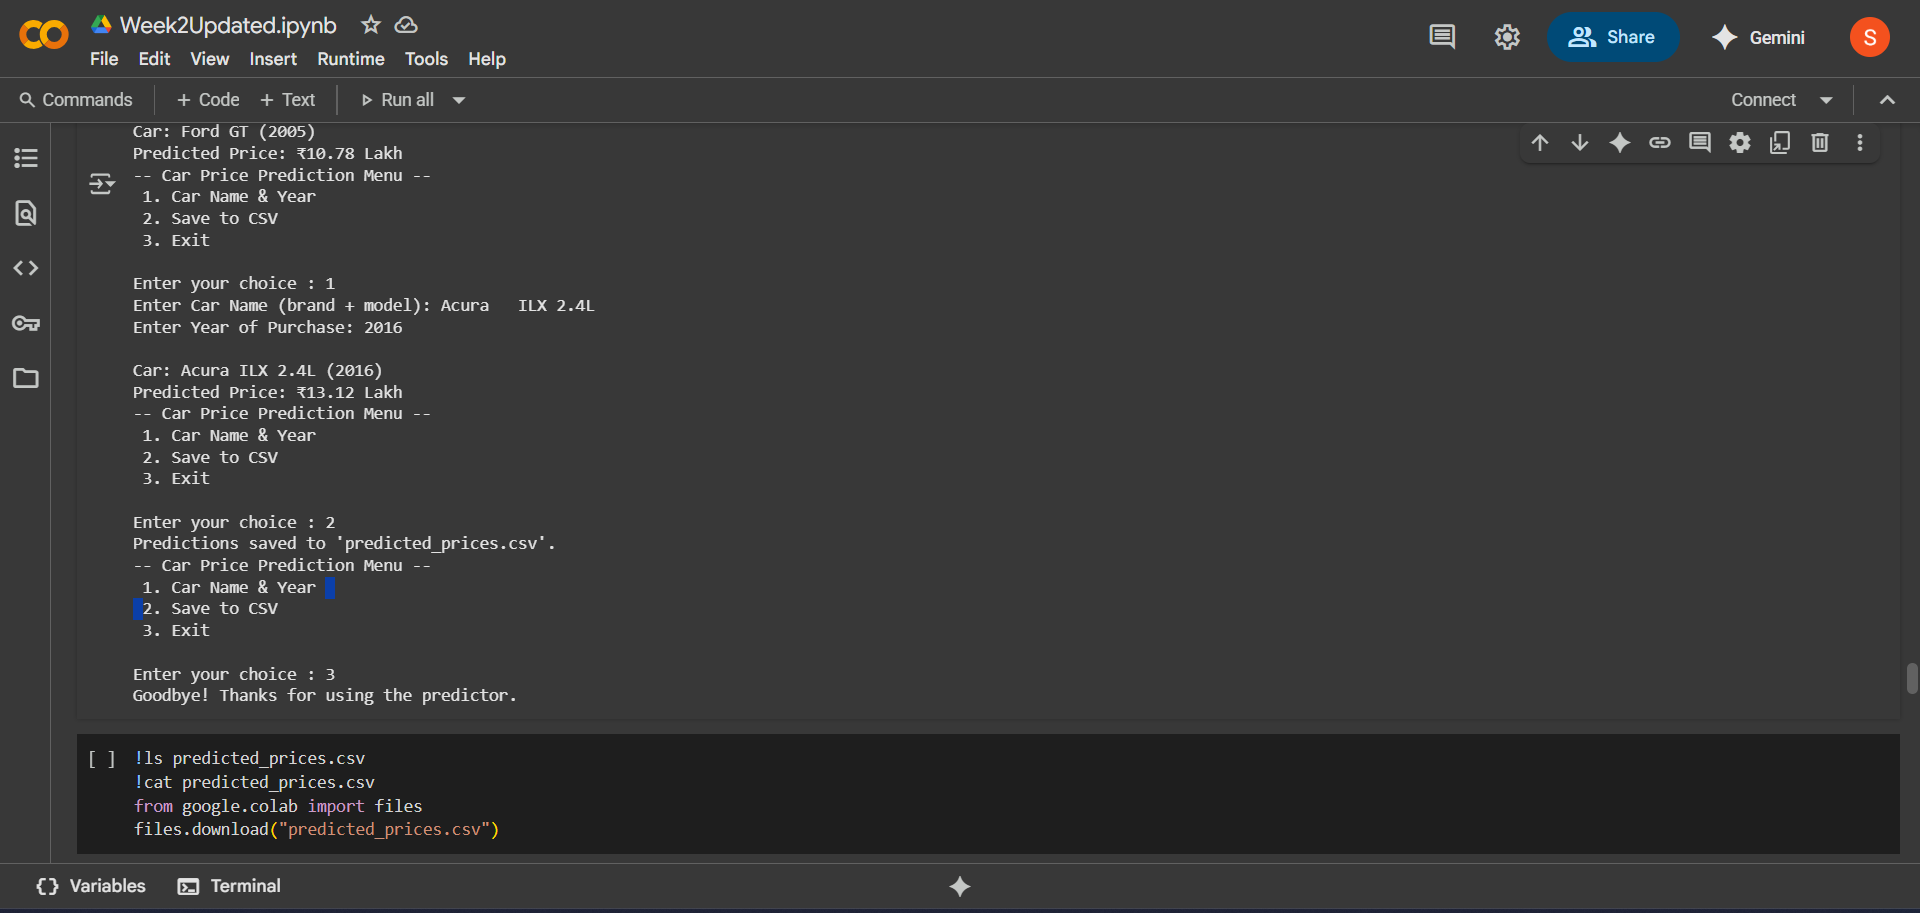 Week2Updated.ipynb
File Edit View Insert Runtime Tools Help
Share
Gemini
S
Commands
+ Code + Text
Run all
Connect
Car: Ford GT (2005)
Predicted Price: ₹10.78 Lakh
-- Car Price Prediction Menu --
1. Car Name & Year
2. Save to CSV
3. Exit
Enter your choice : 1
Enter Car Name (brand + model): Acura   ILX 2.4L
Enter Year of Purchase: 2016
Car: Acura ILX 2.4L (2016)
Predicted Price: ₹13.12 Lakh
-- Car Price Prediction Menu --
1. Car Name & Year
2. Save to CSV
3. Exit
Enter your choice : 2
Predictions saved to 'predicted_prices.csv'.
-- Car Price Prediction Menu --
1. Car Name & Year
2. Save to CSV
3. Exit
Enter your choice : 3
Goodbye! Thanks for using the predictor.
[ ] !ls predicted_prices.csv
!cat predicted_prices.csv
from google.colab import files
files.download("predicted_prices.csv")
{} Variables
Terminal